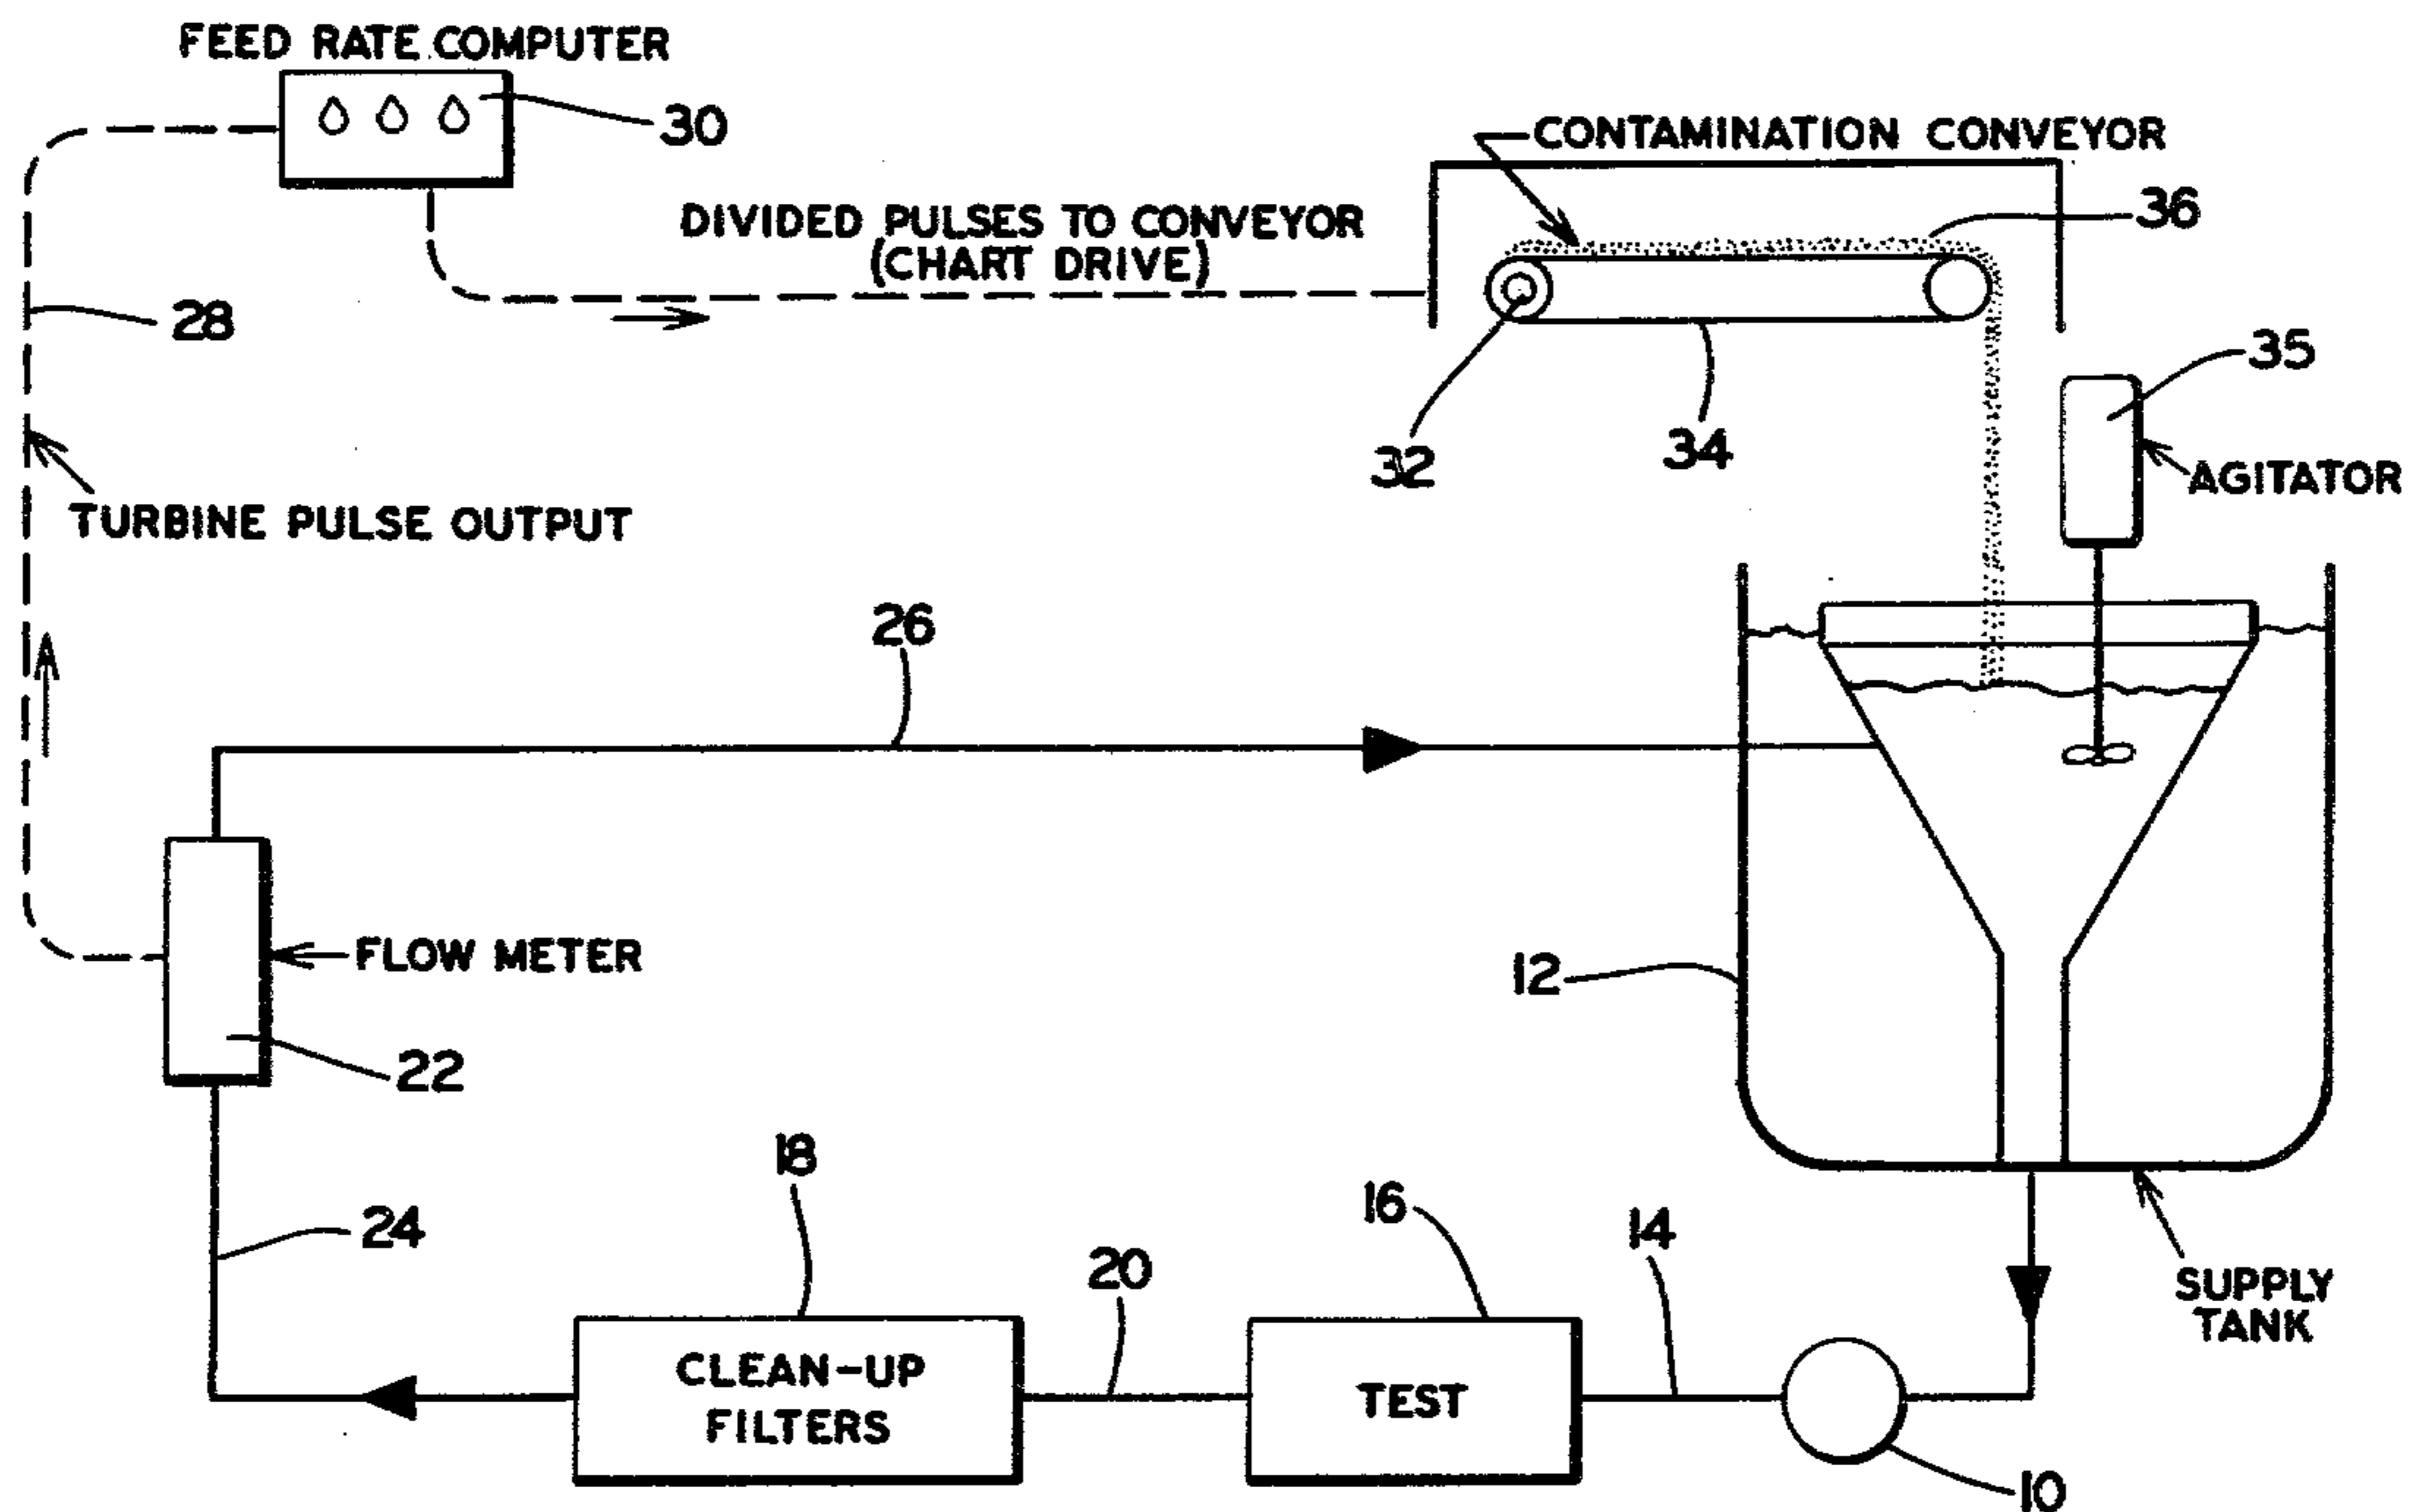 FEED RATE COMPUTER
30
CONTAMINATION CONVEYOR
36
DIVIDED PULSES TO CONVEYOR
(CHART DRIVE)
28
35
32
34
AGITATOR
TURBINE PULSE OUTPUT
26
FLOW METER
12
22
18
16
14
24
20
SUPPLY
TANK
CLEAN-UP
FILTERS
TEST
10